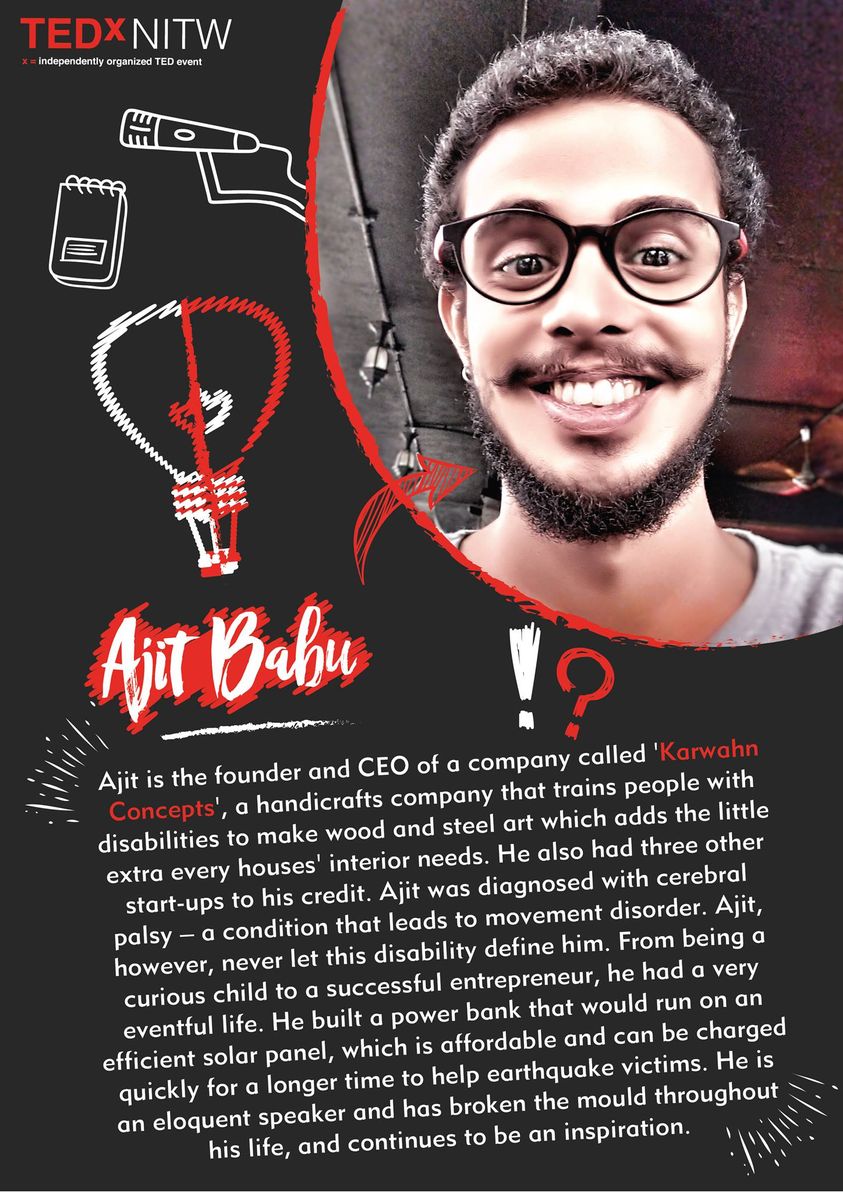 TEDxNITW
x = independently organized TED event
Ajit Babu
Ajit is the founder and CEO of a company called 'Karwahn
Concepts', a handicrafts company that trains people with
disabilities to make wood and steel art which adds the little
extra every houses' interior needs. He also had three other
start-ups to his credit. Ajit was diagnosed with cerebral
palsy – a condition that leads to movement disorder. Ajit,
however, never let this disability define him. From being a
curious child to a successful entrepreneur, he had a very
eventful life. He built a power bank that would run on an
efficient solar panel, which is affordable and can be charged
quickly for a longer time to help earthquake victims. He is
an eloquent speaker and has broken the mould throughout
his life, and continues to be an inspiration.